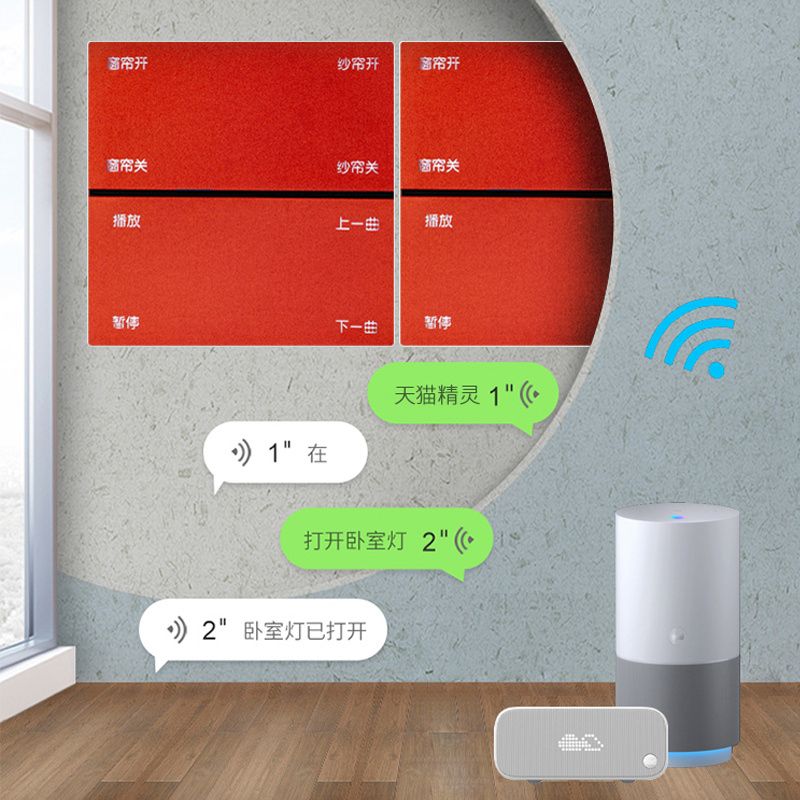 窗帘开 纱帘开 窗帘开
窗帘关 纱帘关 窗帘关
播放 上一曲 播放
暂停 下一曲 暂停
天猫精灵 1"
1" 在
打开卧室灯 2"
2" 卧室灯已打开